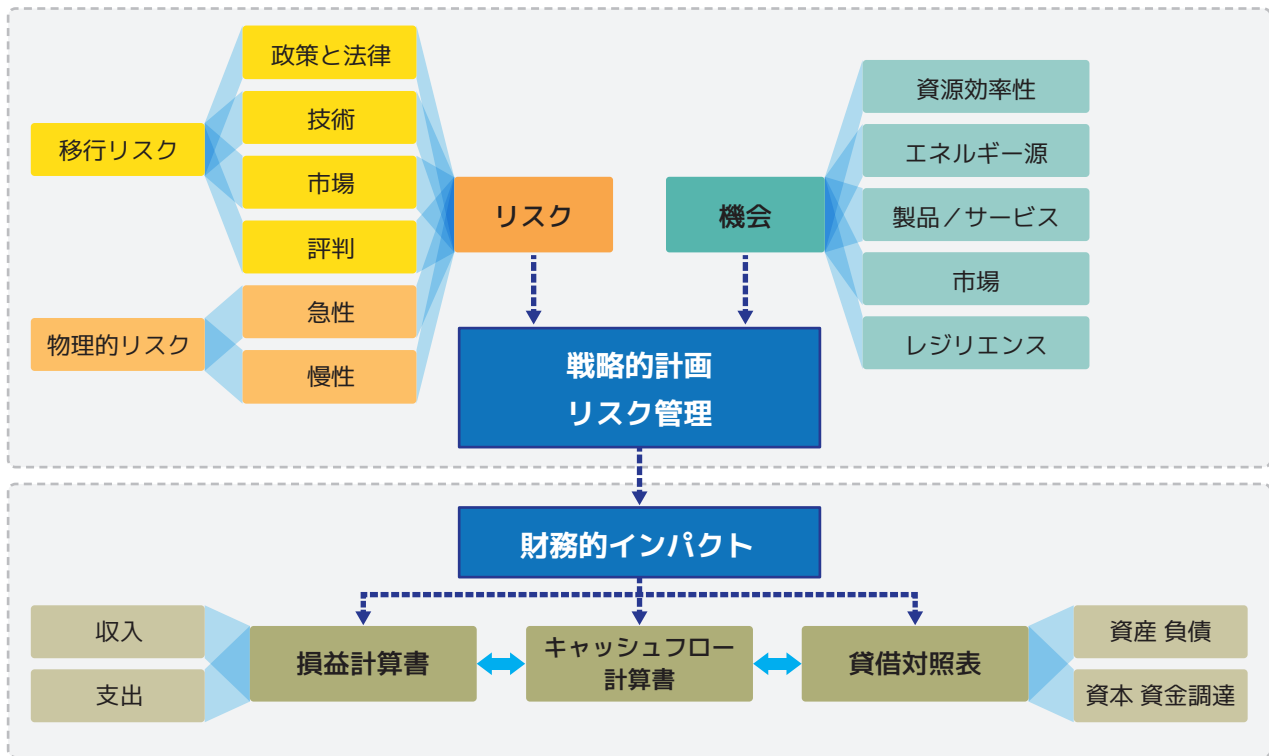 政策と法律
技術
移行リスク
市場
評判
急性
物理的リスク
慢性
リスク
機会
資源効率性
エネルギー源
製品／サービス
市場
レジリエンス
戦略的計画
リスク管理
財務的インパクト
収入
支出
損益計算書
キャッシュフロー
計算書
貸借対照表
資産 負債
資本 資金調達